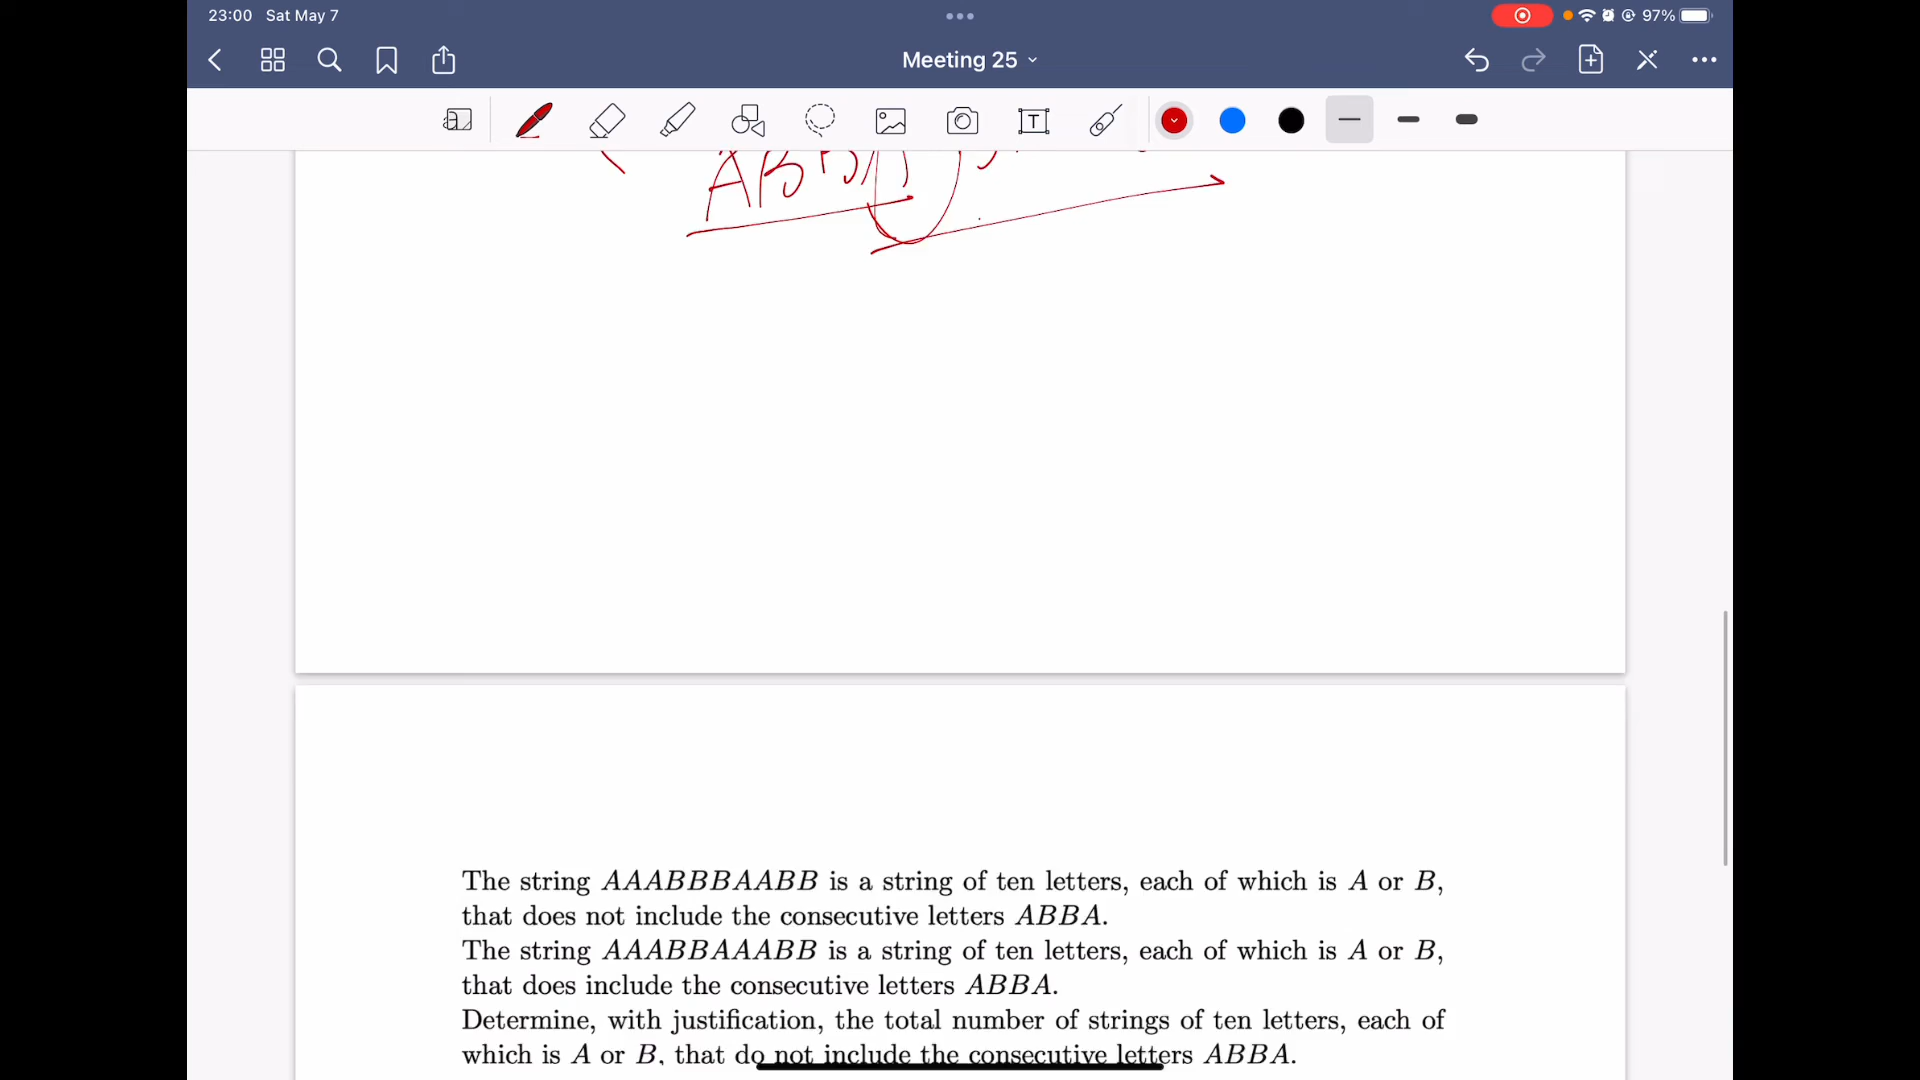 23:00 Sat May 7
97%
Meeting 25
a
T
ABBA
The string AAABBBAABB is a string of ten letters, each of which is A or B,
that does not include the consecutive letters ABBA.
The string AAABBAAABB is a string of ten letters, each of which is A or B,
that does include the consecutive letters ABBA.
Determine, with justification, the total number of strings of ten letters, each of
which is A or B, that do not include the consecutive letters ABBA.